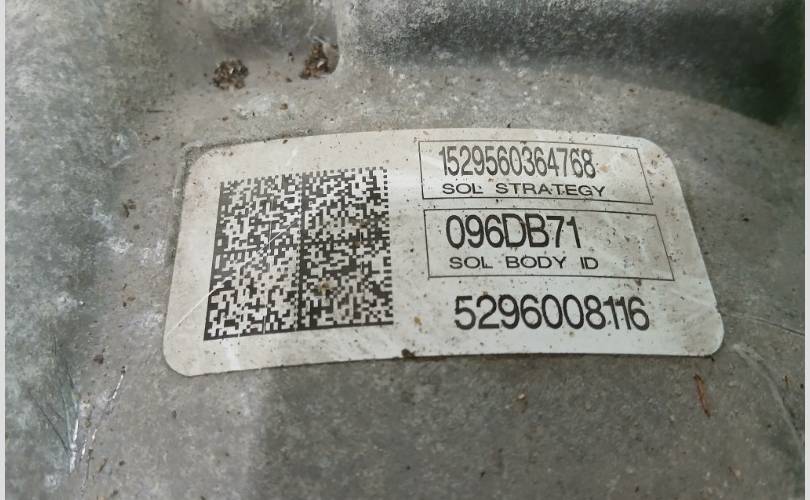 1529560364768
SOL STRATEGY
096DB71
SOL BODY ID
5296008116